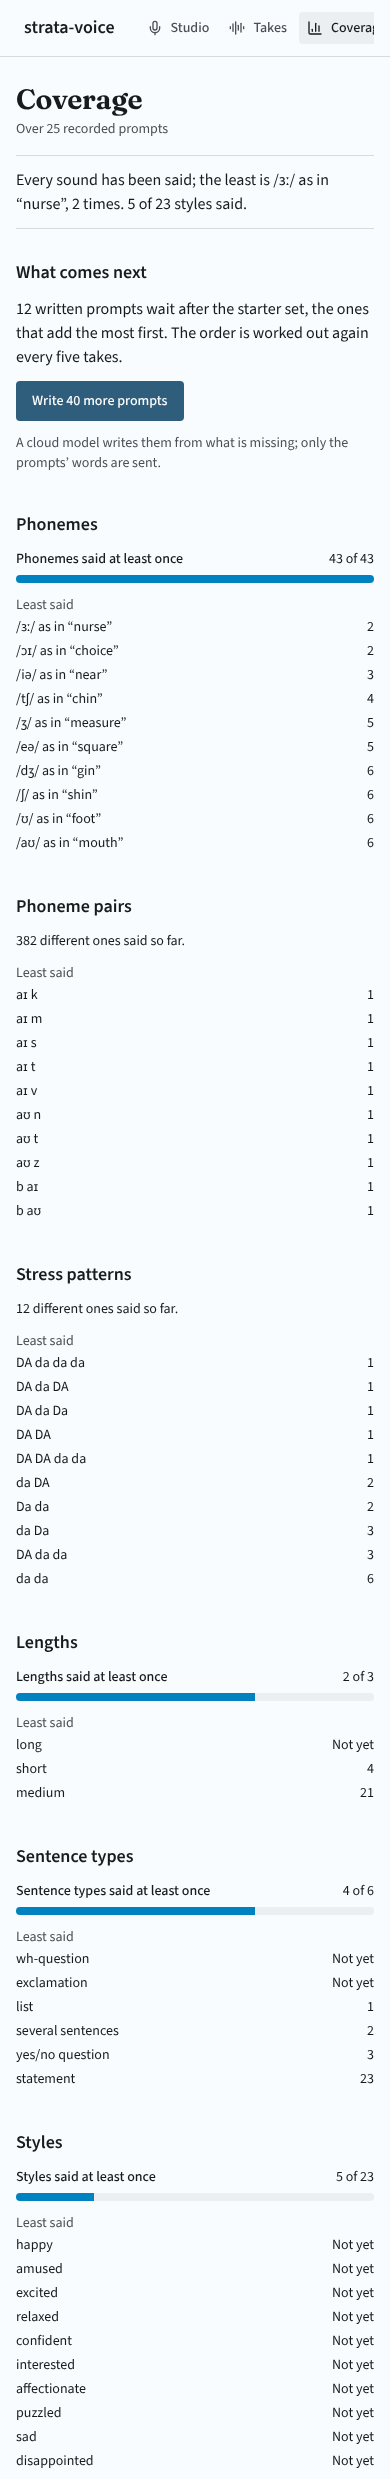 strata-voice Studio Takes Coverag
Coverage
Over 25 recorded prompts
Every sound has been said; the least is /ɜː/ as in
“nurse”, 2 times. 5 of 23 styles said.
What comes next
12 written prompts wait after the starter set, the ones
that add the most first. The order is worked out again
every five takes.
Write 40 more prompts
A cloud model writes them from what is missing; only the
prompts’ words are sent.
Phonemes
Phonemes said at least once 43 of 43
Least said
/ɜː/ as in “nurse” 2
/ɔɪ/ as in “choice” 2
/iə/ as in “near” 3
/tʃ/ as in “chin” 4
/ʒ/ as in “measure” 5
/eə/ as in “square” 5
/dʒ/ as in “gin” 6
/ʃ/ as in “shin” 6
/ʊ/ as in “foot” 6
/aʊ/ as in “mouth” 6
Phoneme pairs
382 different ones said so far.
Least said
aɪ k 1
aɪ m 1
aɪ s 1
aɪ t 1
aɪ v 1
aʊ n 1
aʊ t 1
aʊ z 1
b aɪ 1
b aʊ 1
Stress patterns
12 different ones said so far.
Least said
DA da da da 1
DA da DA 1
DA da Da 1
DA DA 1
DA DA da da 1
da DA 2
Da da 2
da Da 3
DA da da 3
da da 6
Lengths
Lengths said at least once 2 of 3
Least said
long Not yet
short 4
medium 21
Sentence types
Sentence types said at least once 4 of 6
Least said
wh-question Not yet
exclamation Not yet
list 1
several sentences 2
yes/no question 3
statement 23
Styles
Styles said at least once 5 of 23
Least said
happy Not yet
amused Not yet
excited Not yet
relaxed Not yet
confident Not yet
interested Not yet
affectionate Not yet
puzzled Not yet
sad Not yet
disappointed Not yet